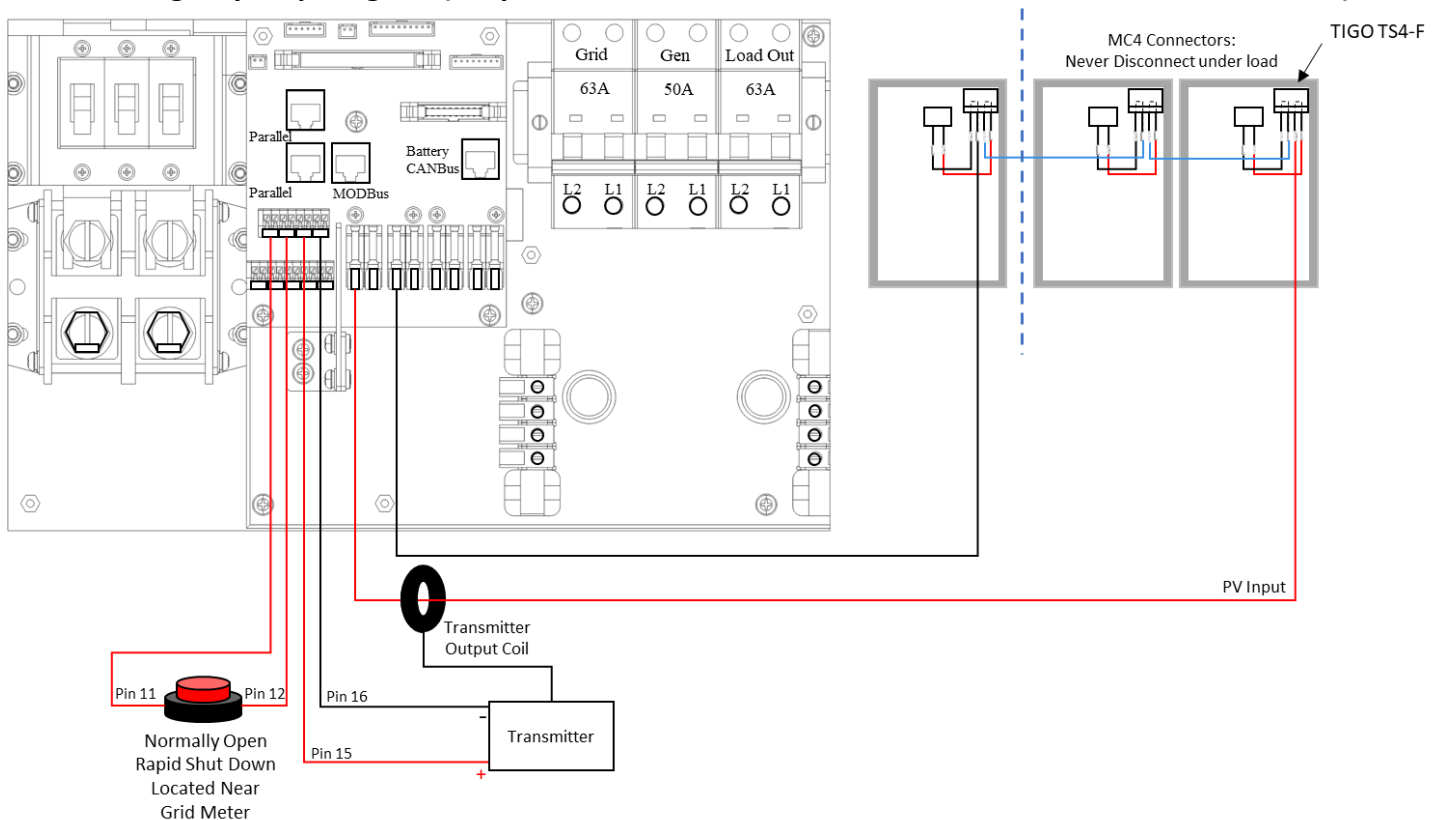 TIGO TS4-F
MC4 Connectors:
Never Disconnect under load
Grid
Gen
Load Out
63A
50A
63A
Parallel
Battery
CANBus
Parallel
MODBus
L2
L1
L2
L1
L2
L1
PV Input
Transmitter
Output Coil
Pin 11
Pin 12
Pin 16
-
Transmitter
Pin 15
+
Normally Open
Rapid Shut Down
Located Near
Grid Meter